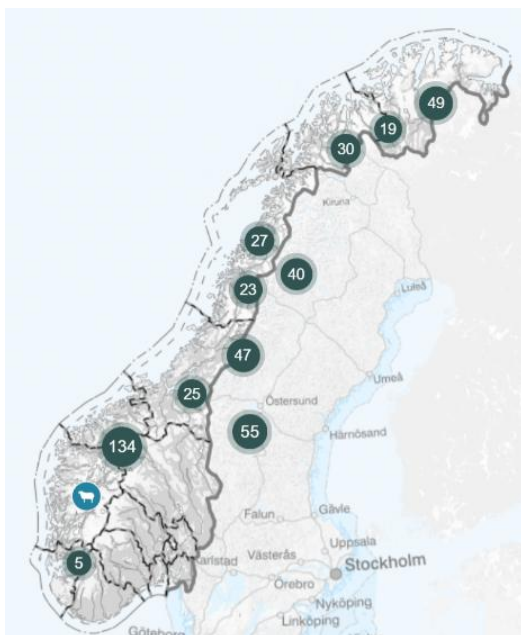 49
19
30
Kiruna
27
40
23
Luleå
47
Umeå
25
Östersund
55
Härnösand
134
Gävle
Falun
5
Uppsala
Karlstad
Västerås
Stockholm
Örebro
Nyköping
Linköping
Göteborg